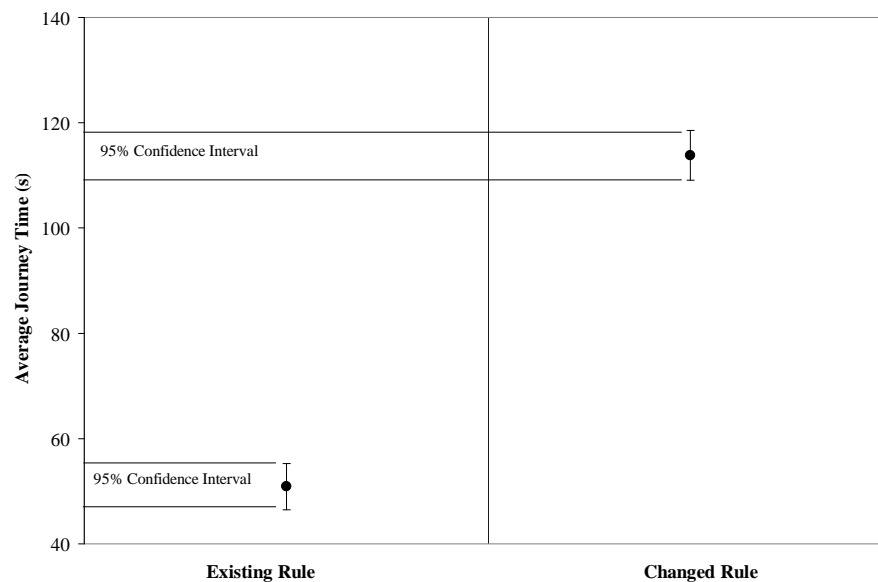 140
120
100
80
60
40
Average Journey Time (s)
95% Confidence Interval
95% Confidence Interval
Existing Rule
Changed Rule